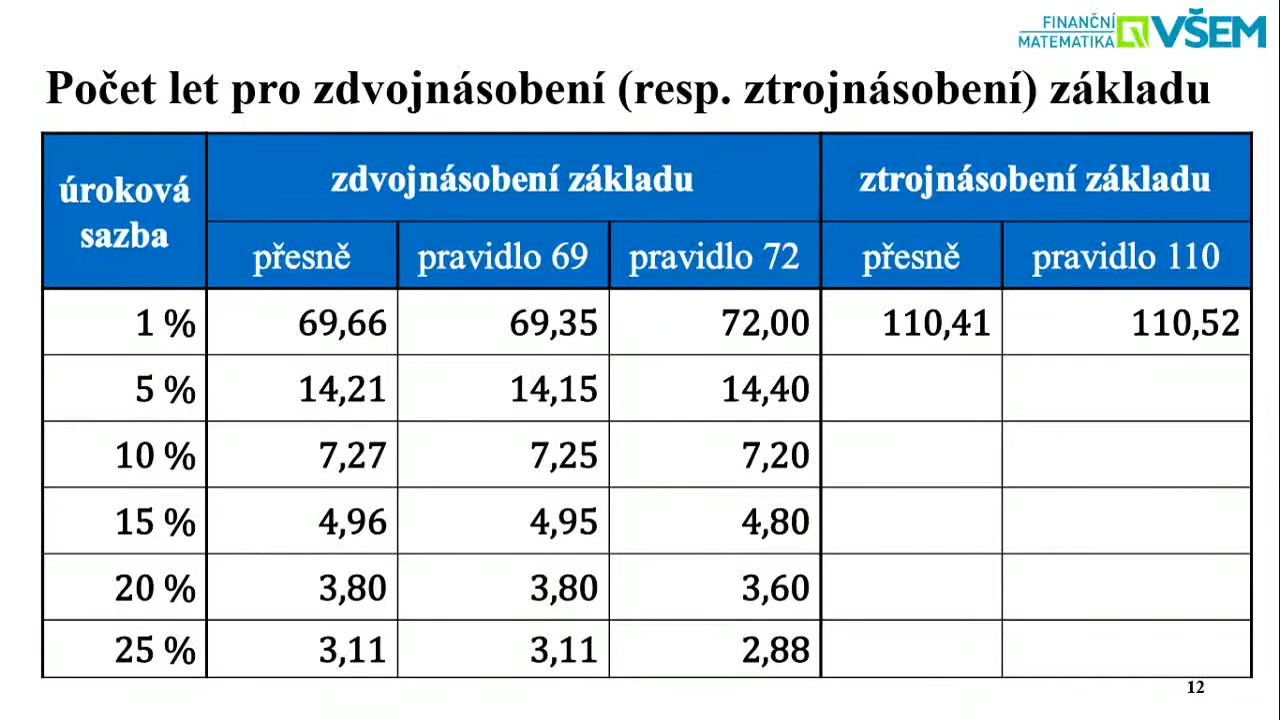 FINANČNÍ
MATEMATIKA VŠEM
Počet let pro zdvojnásobení (resp. ztrojnásobení) základu
úroková sazba zdvojnásobení základu ztrojnásobení základu
přesně pravidlo 69 pravidlo 72 přesně pravidlo 110
1 % 69,66 69,35 72,00 110,41 110,52
5 % 14,21 14,15 14,40
10 % 7,27 7,25 7,20
15 % 4,96 4,95 4,80
20 % 3,80 3,80 3,60
25 % 3,11 3,11 2,88
12